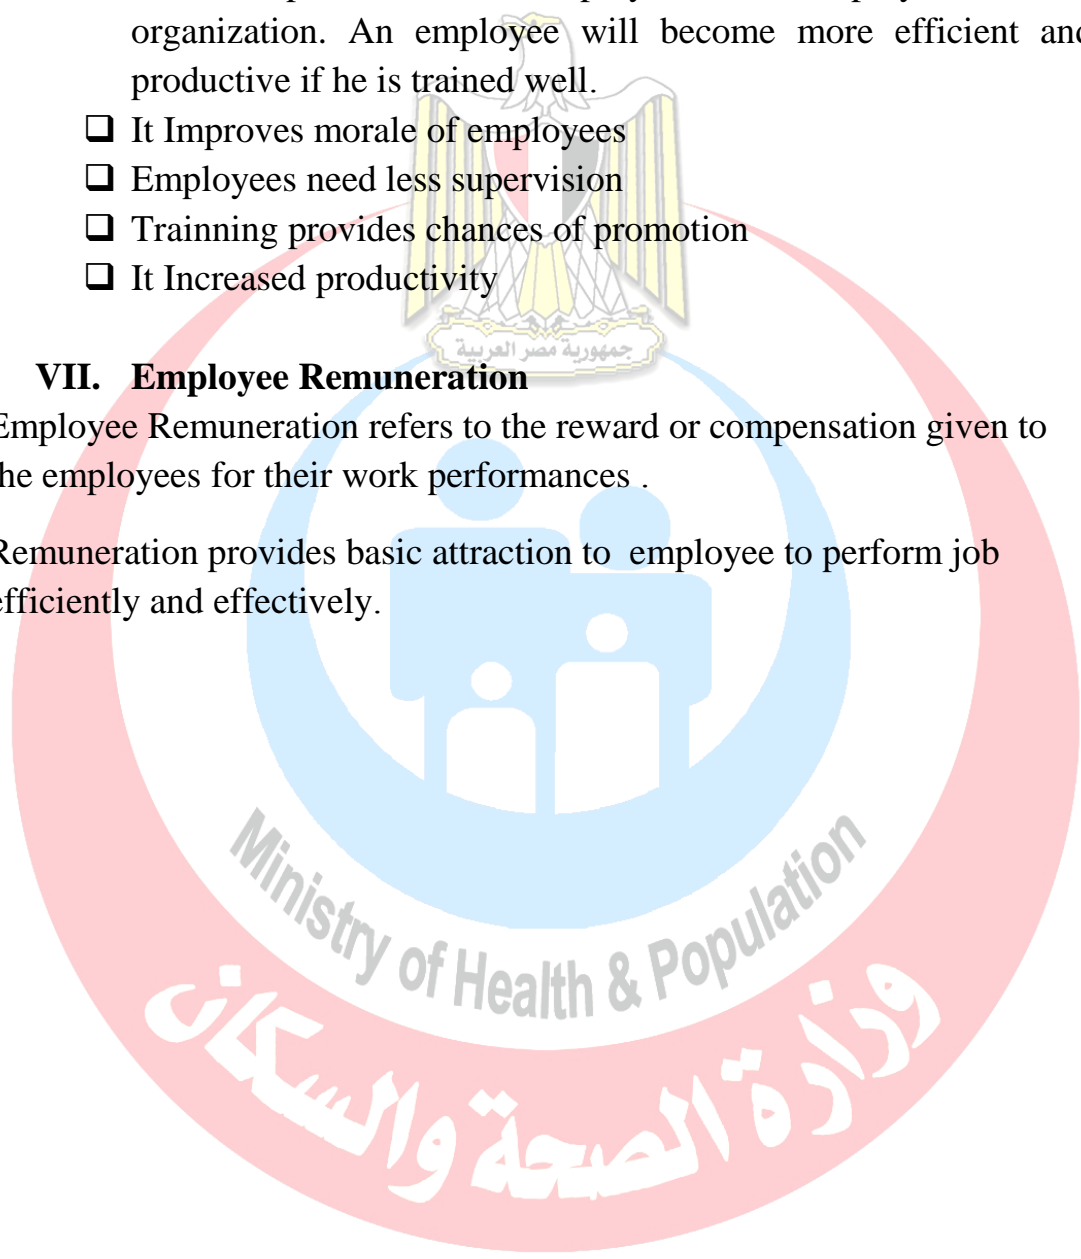 organization. An employee will become more efficient and
productive if he is trained well.
❑ It Improves morale of employees
❑ Employees need less supervision
❑ Trainning provides chances of promotion
❑ It Increased productivity
جمهورية مصر العربية
VII. Employee Remuneration
Employee Remuneration refers to the reward or compensation given to
the employees for their work performances .
Remuneration provides basic attraction to employee to perform job
efficiently and effectively.
Ministry of Health & Population
وزارة الصحة والسكان